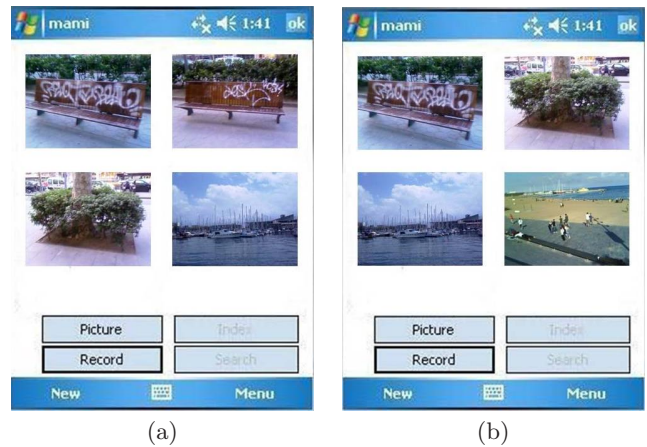 mami 1:41 ok
Picture Index
Record Search
New Menu
(a)
mami 1:41 ok
Picture Index
Record Search
New Menu
(b)